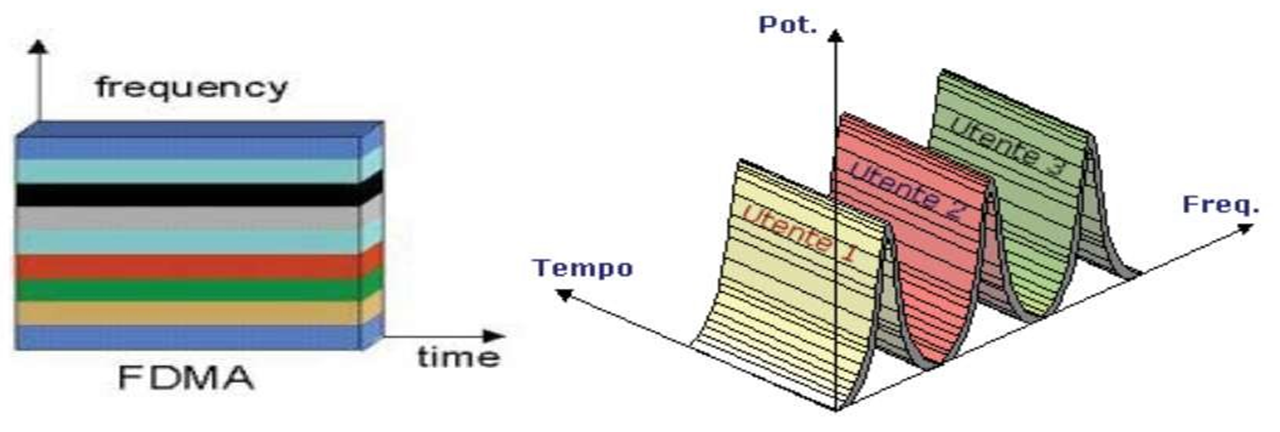 frequency
time
FDMA
Pot.
Utente 3
Utente 2
Utente 1
Freq.
Tempo